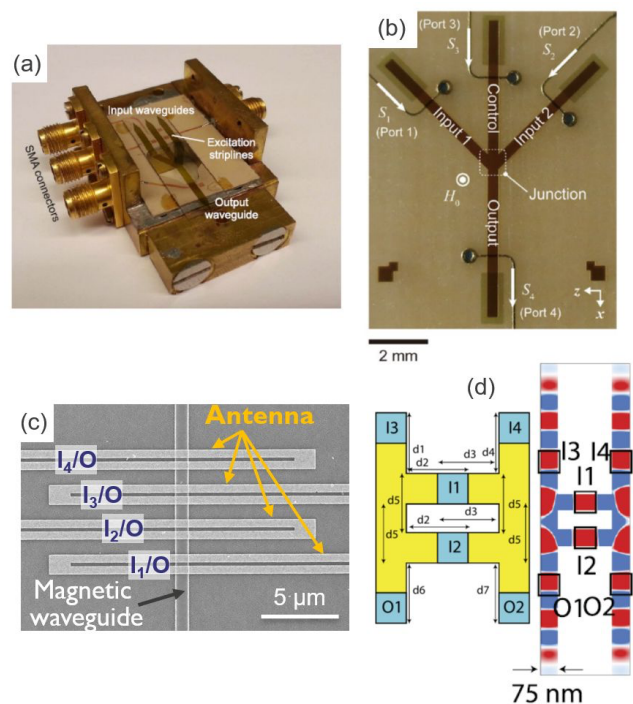 (a)
Input waveguides
Excitation
striplines
Output
waveguide
SMA connectors
(b)
(Port 3)
S3
(Port 2)
S2
S1
(Port 1)
Input 1
Control
Input 2
Junction
H0
Output
S4
(Port 4)
z
x
2 mm
(c)
Antenna
I4/O
I3/O
I2/O
I1/O
Magnetic
waveguide
5 µm
(d)
I3
I4
d1
d2
d3
d4
I1
d5
d5
d2
d3
I2
d5
d5
d6
d7
O1
O2
I3 I4
I1
I2
O1O2
75 nm